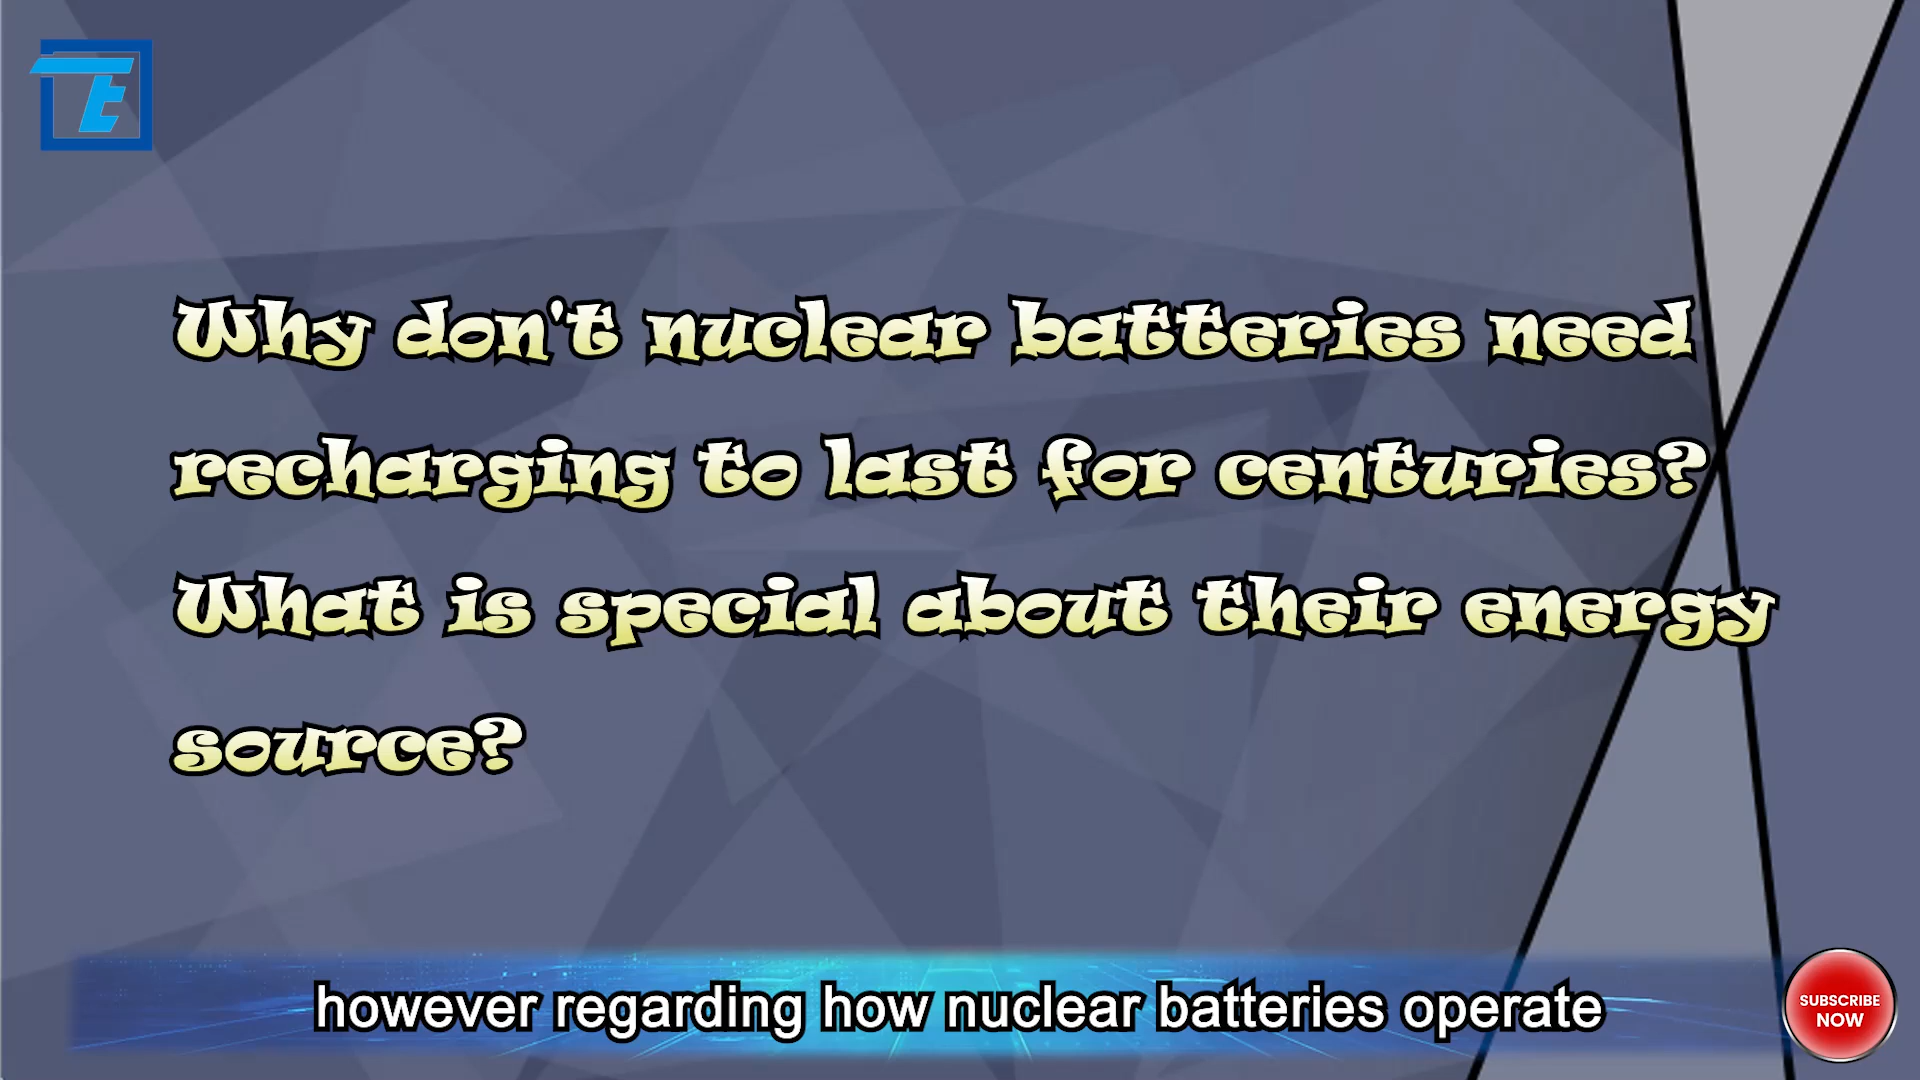 Why don't nuclear batteries need
recharging to last for centuries?
What is special about their energy
source?
however regarding how nuclear batteries operate
SUBSCRIBE
NOW